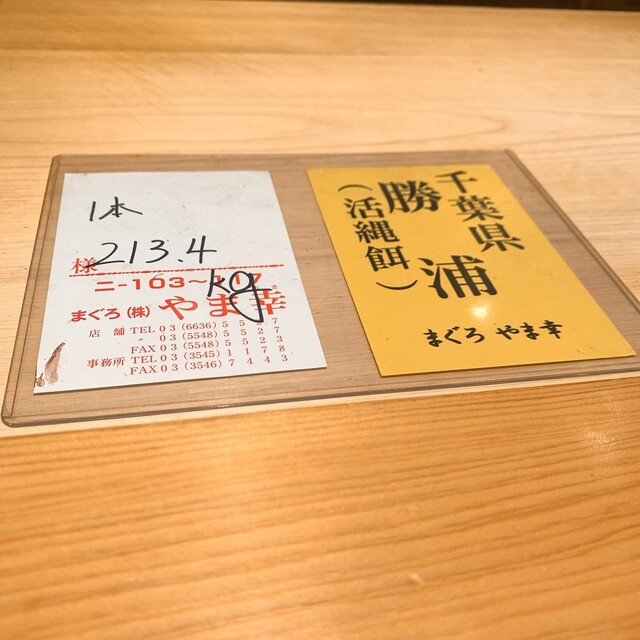 1本
213.4
kg
様
ニ-103～117
まぐろ(株)やま幸
店舗 TEL 03(6636)5527
〃 03(5548)5527
FAX 03(5548)5523
事務所 TEL 03(3545)1178
FAX 03(3546)7443
千葉県
勝浦
(活縄餌)
まぐろ やま幸